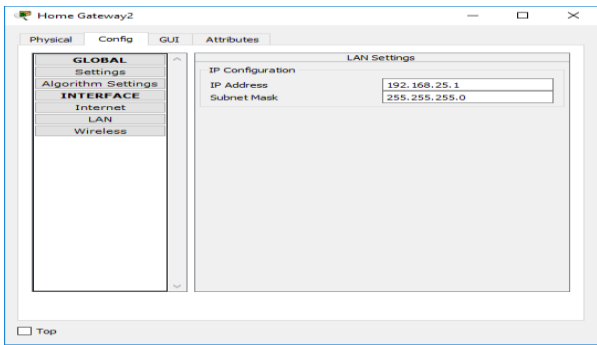 Home Gateway2
Physical Config GUI Attributes
GLOBAL
Settings
Algorithm Settings
INTERFACE
Internet
LAN
Wireless
LAN Settings
IP Configuration
IP Address 192.168.25.1
Subnet Mask 255.255.255.0
Top